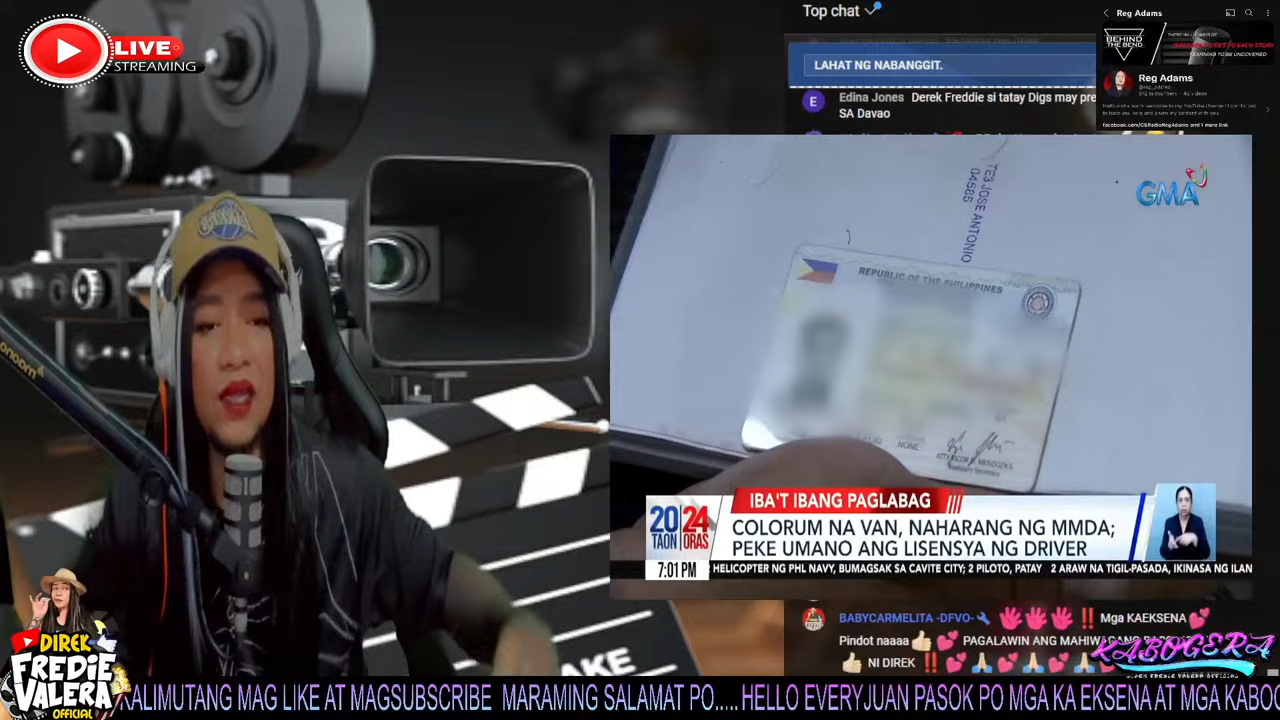 LIVE
STREAMING
Top chat
LAHAT NG NABANGGIT.
E Edina Jones Derek Freddie si tatay Digs may pre
SA Davao
Reg Adams
BEHIND
THE BEND
Reg Adams
TE3 JOSE ANTONIO
04585
GMA
REPUBLIC OF THE PHILIPPINES
NONE
IBA'T IBANG PAGLABAG
20 24
TAON ORAS
COLORUM NA VAN, NAHARANG NG MMDA;
PEKE UMANO ANG LISENSYA NG DRIVER
7:01 PM
HELICOPTER NG PHL NAVY, BUMAGSAK SA CAVITE CITY; 2 PILOTO, PATAY 2 ARAW NA TIGIL-PASADA, IKINASA NG ILAN
BABYCARMELITA -DFVO- Mga KAEKSENA
Pindot naaaa PAGALAWIN ANG
NI DIREK
KABOGERA
DIREK
FREDIE
VALERA
OFFICIAL
TAKE
KALIMUTANG MAG LIKE AT MAGSUBSCRIBE MARAMING SALAMAT PO.....HELLO EVERYJUAN PASOK PO MGA KA EKSENA AT MGA KABOG